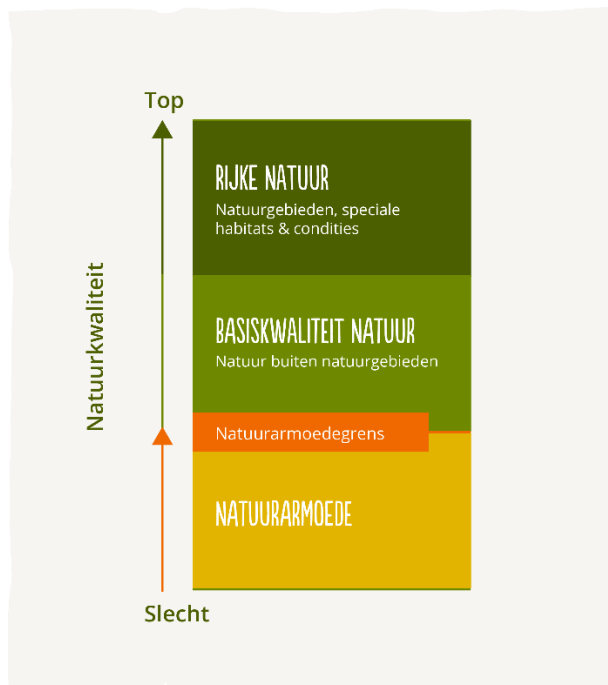 Top
RIJKE NATUUR
Natuurgebieden, speciale
habitats & condities
Natuurkwaliteit
BASISKWALITEIT NATUUR
Natuur buiten natuurgebieden
Natuurarmoedegrens
NATUURARMOEDE
Slecht